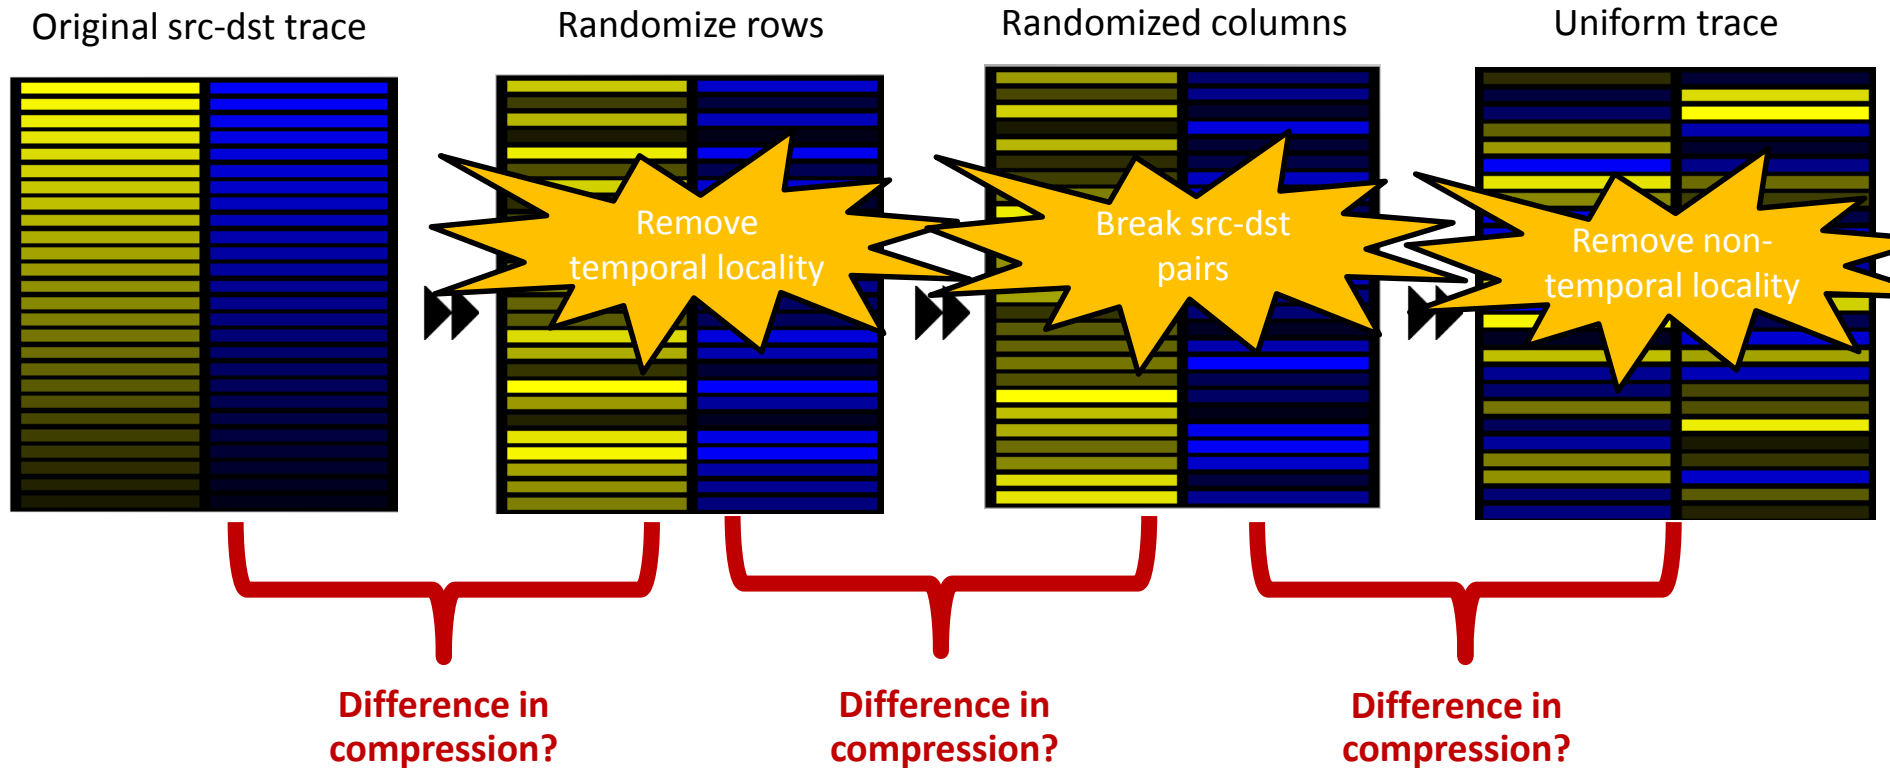 Original src-dst trace
Randomize rows
Randomized columns
Uniform trace
Remove
temporal locality
Break src-dst
pairs
Remove non-
temporal locality
Difference in
compression?
Difference in
compression?
Difference in
compression?